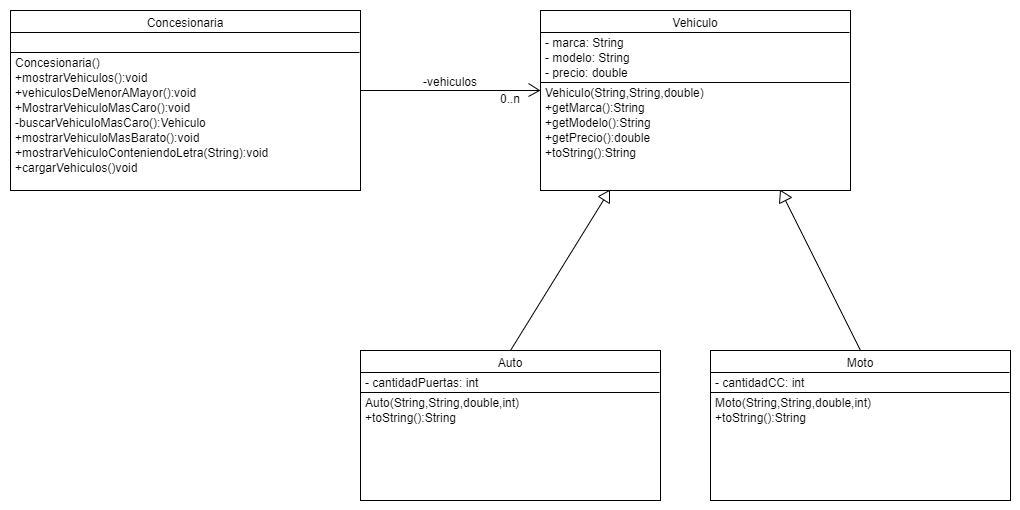 Concesionaria
Concesionaria()
+mostrarVehiculos():void
+vehiculosDeMenorAMayor():void
+MostrarVehiculoMasCaro():void
-buscarVehiculoMasCaro():Vehiculo
+mostrarVehiculoMasBarato():void
+mostrarVehiculoConteniendoLetra(String):void
+cargarVehiculos()void
-vehiculos
0..n
Vehiculo
- marca: String
- modelo: String
- precio: double
Vehiculo(String,String,double)
+getMarca():String
+getModelo():String
+getPrecio():double
+toString():String
Auto
- cantidadPuertas: int
Auto(String,String,double,int)
+toString():String
Moto
- cantidadCC: int
Moto(String,String,double,int)
+toString():String